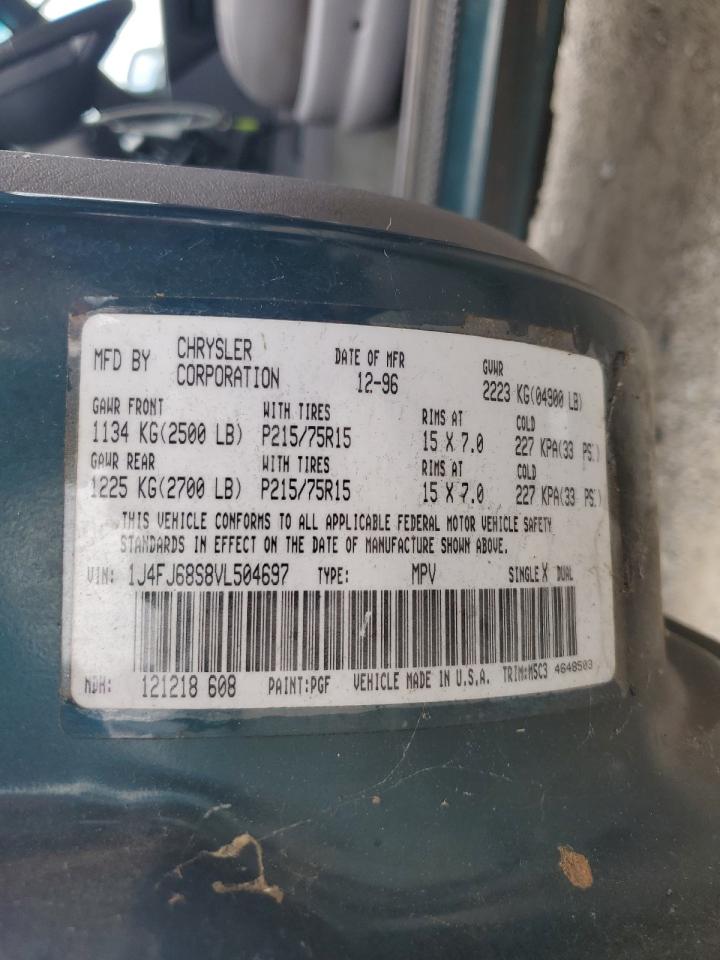 MFD BY CHRYSLER CORPORATION DATE OF MFR 12-96 GVWR 2223 KG(04900 LB)
GAWR FRONT WITH TIRES RIMS AT COLD
1134 KG(2500 LB) P215/75R15 15 X 7.0 227 KPA(33 PSI)
GAWR REAR WITH TIRES RIMS AT COLD
1225 KG(2700 LB) P215/75R15 15 X 7.0 227 KPA(33 PSI)
THIS VEHICLE CONFORMS TO ALL APPLICABLE FEDERAL MOTOR VEHICLE SAFETY
STANDARDS IN EFFECT ON THE DATE OF MANUFACTURE SHOWN ABOVE.
VIN: 1J4FJ68S8VL504697 TYPE: MPV SINGLE X DUAL
MDH: 121218 608 PAINT:PGF VEHICLE MADE IN U.S.A. TRIM:M5C3 4648503